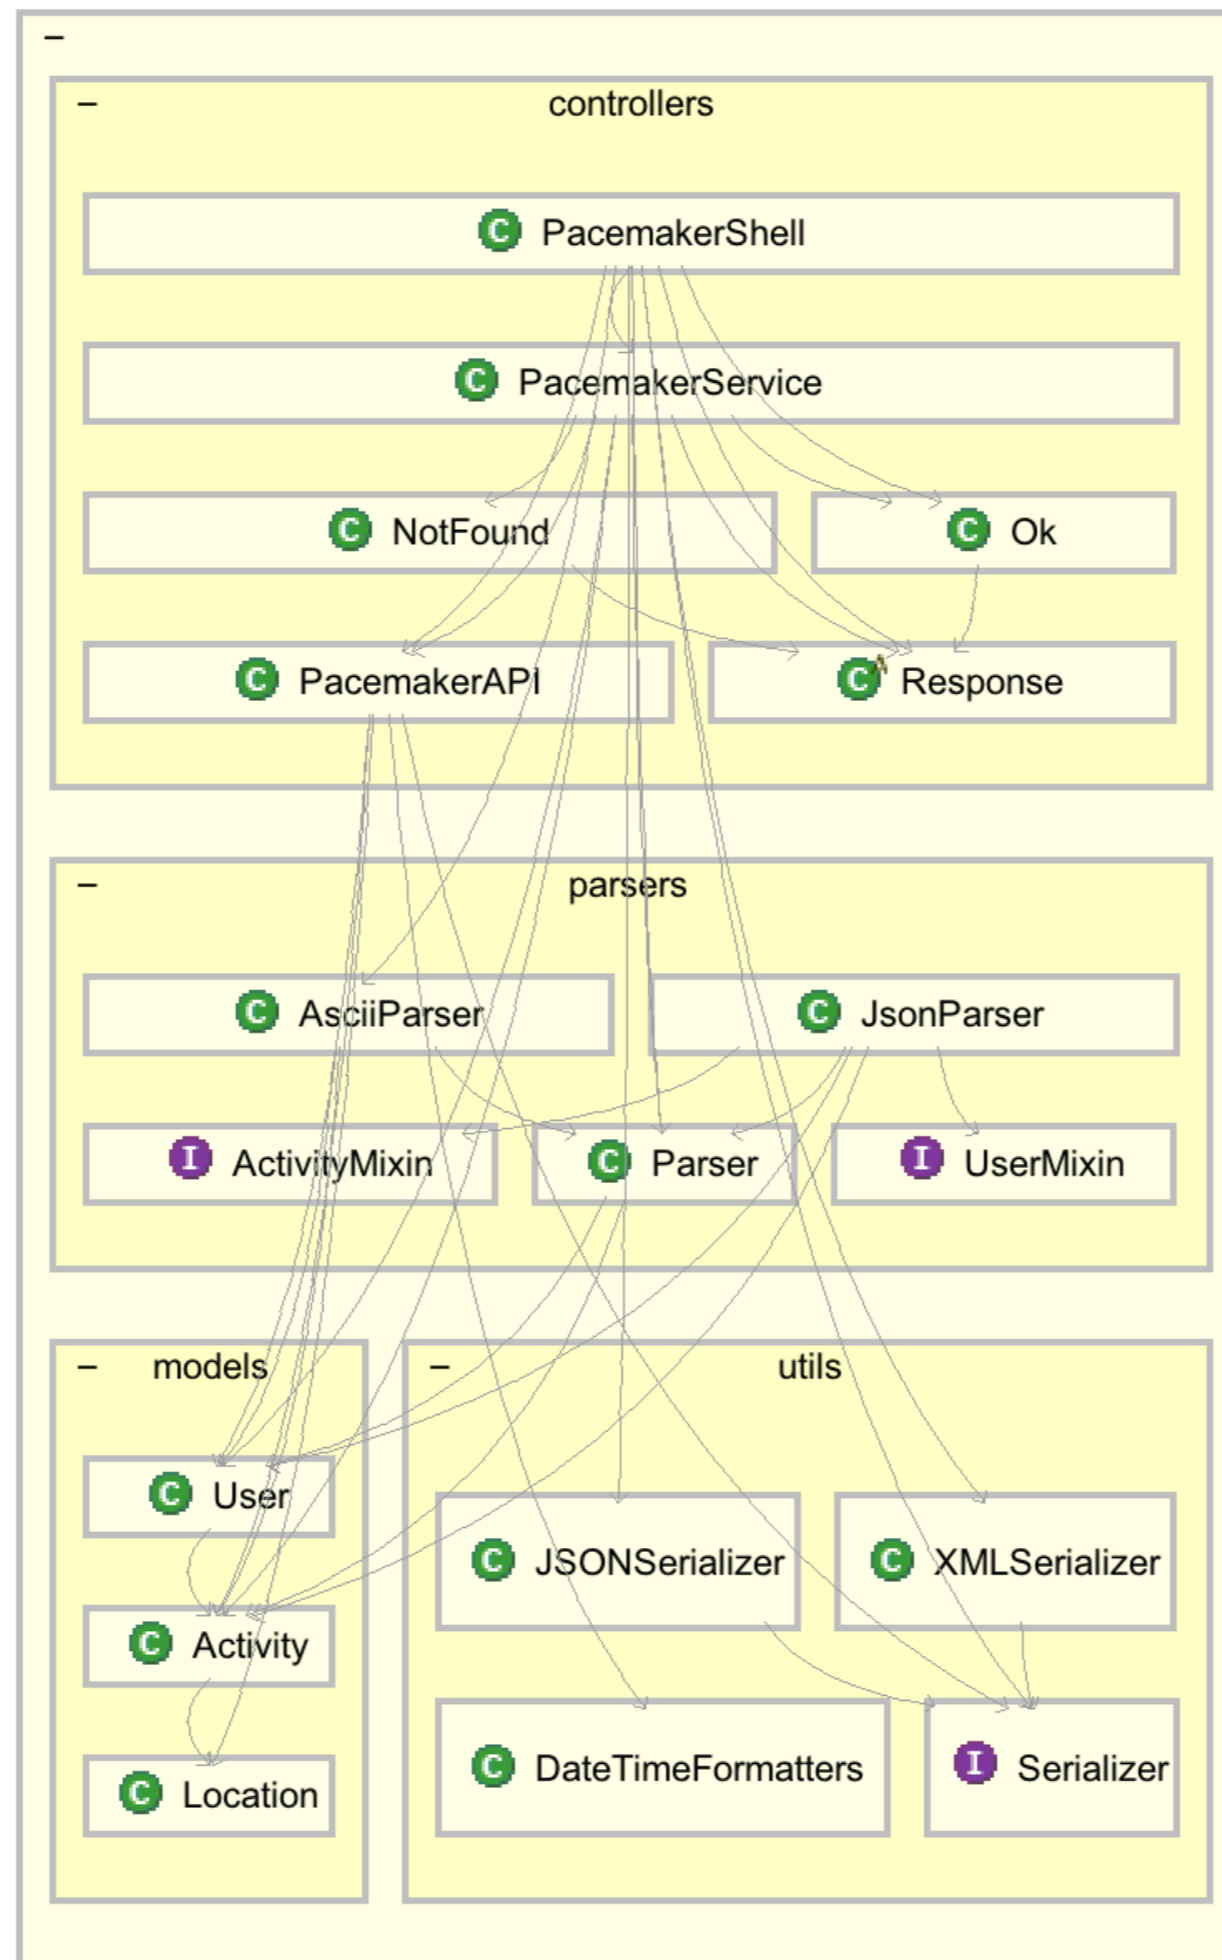 –
– controllers
C PacemakerShell
C PacemakerService
C NotFound
C Ok
C PacemakerAPI
C A Response
– parsers
C AsciiParser
C JsonParser
I ActivityMixin
C Parser
I UserMixin
– models
C User
C Activity
C Location
– utils
C JSONSerializer
C XMLSerializer
C DateTimeFormatters
I Serializer